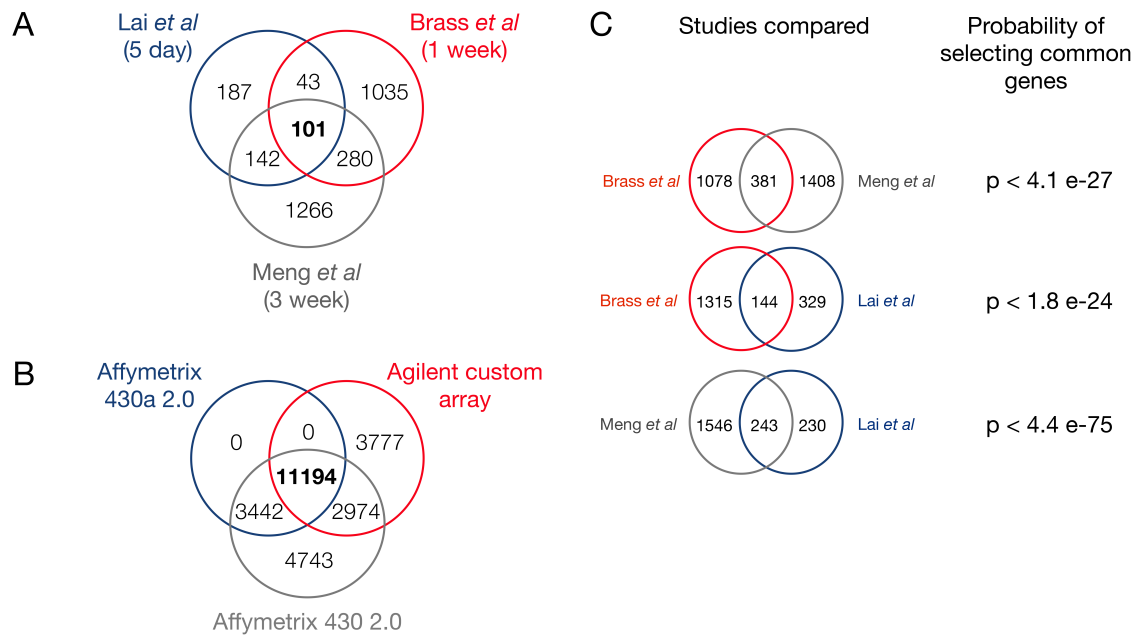 A
Lai et al
(5 day)
Brass et al
(1 week)
187
43
1035
101
142
280
1266
Meng et al
(3 week)
B
Affymetrix
430a 2.0
Agilent custom
array
0
0
3777
11194
3442
2974
4743
Affymetrix 430 2.0
C
Studies compared
Probability of
selecting common
genes
Brass et al 1078 381 1408 Meng et al p < 4.1 e-27
Brass et al 1315 144 329 Lai et al p < 1.8 e-24
Meng et al 1546 243 230 Lai et al p < 4.4 e-75